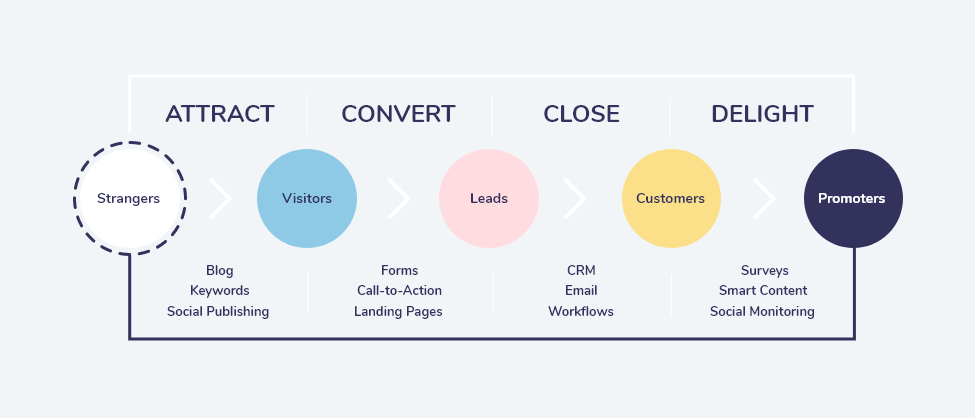 ATTRACT CONVERT CLOSE DELIGHT
Strangers Visitors Leads Customers Promoters
Blog Forms CRM Surveys
Keywords Call-to-Action Email Smart Content
Social Publishing Landing Pages Workflows Social Monitoring